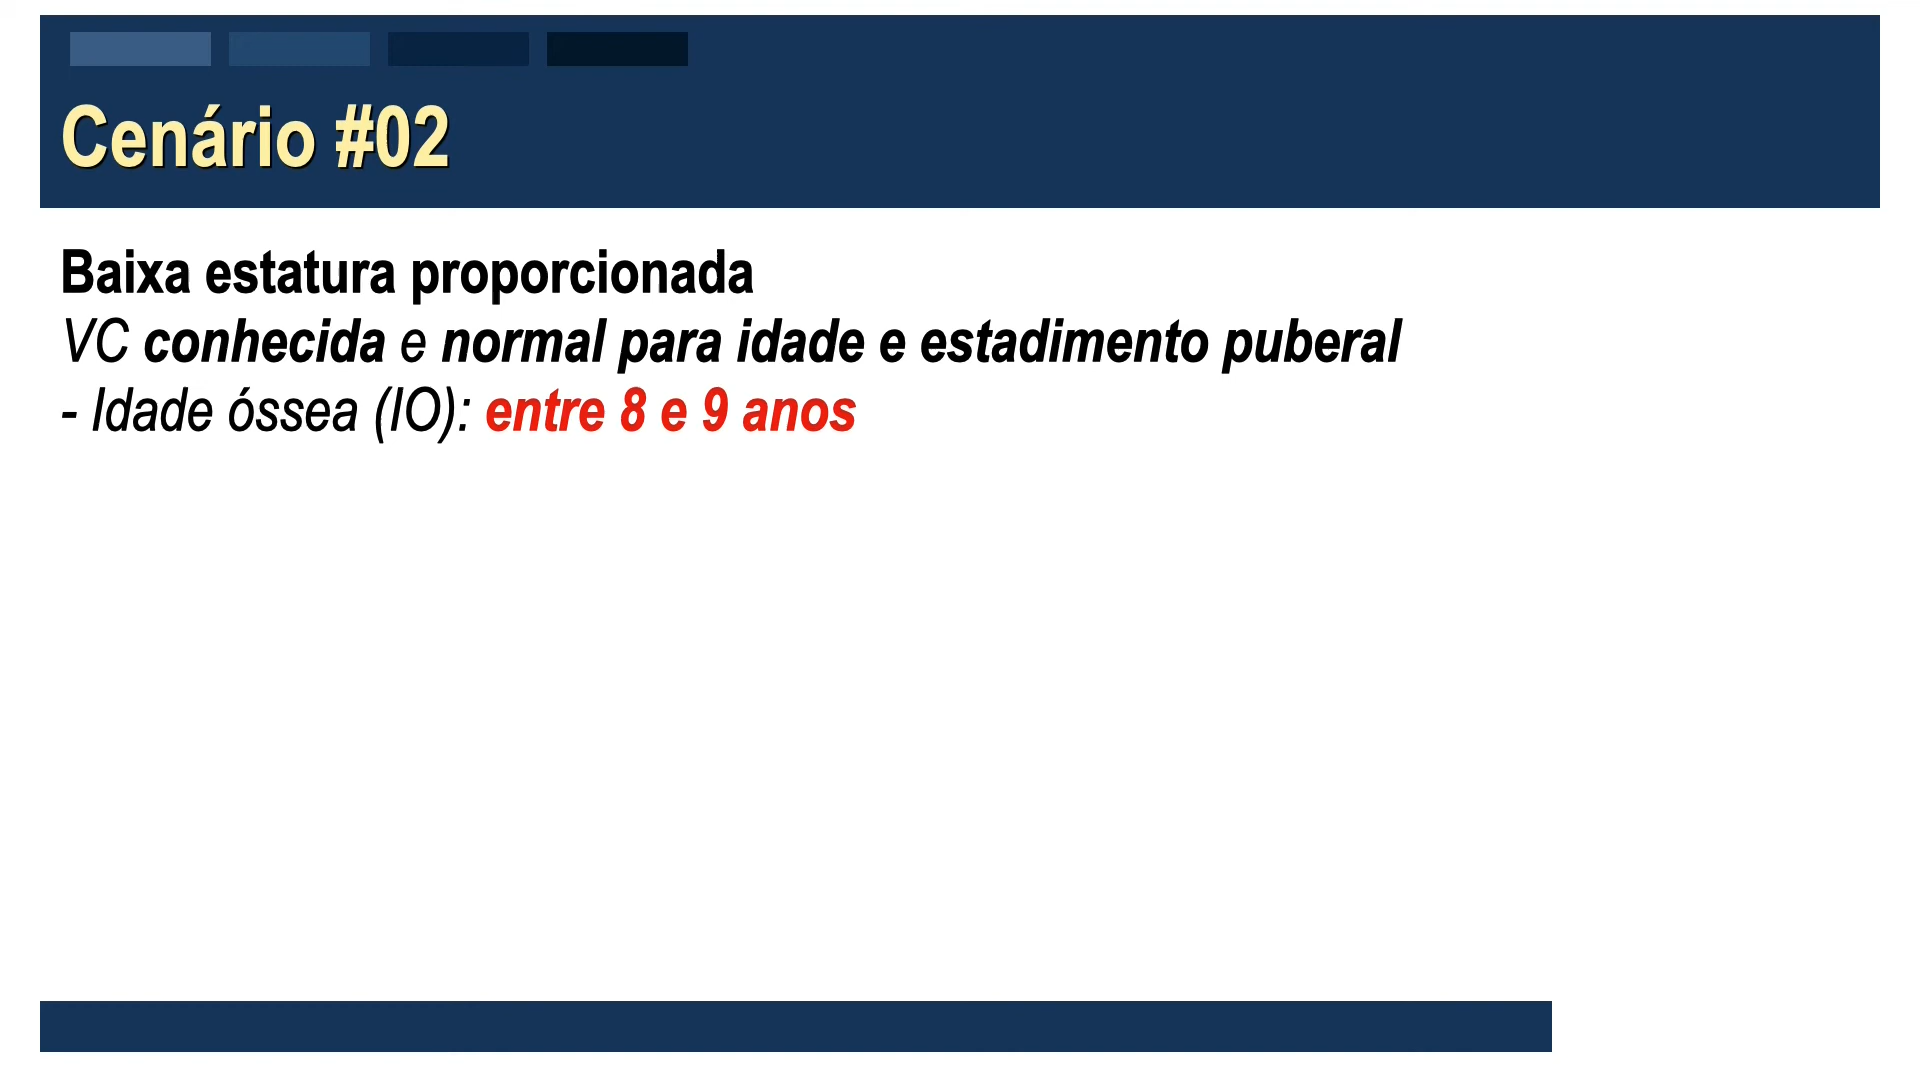 Cenário #02
Baixa estatura proporcionada
VC conhecida e normal para idade e estadimento puberal
- Idade óssea (IO): entre 8 e 9 anos